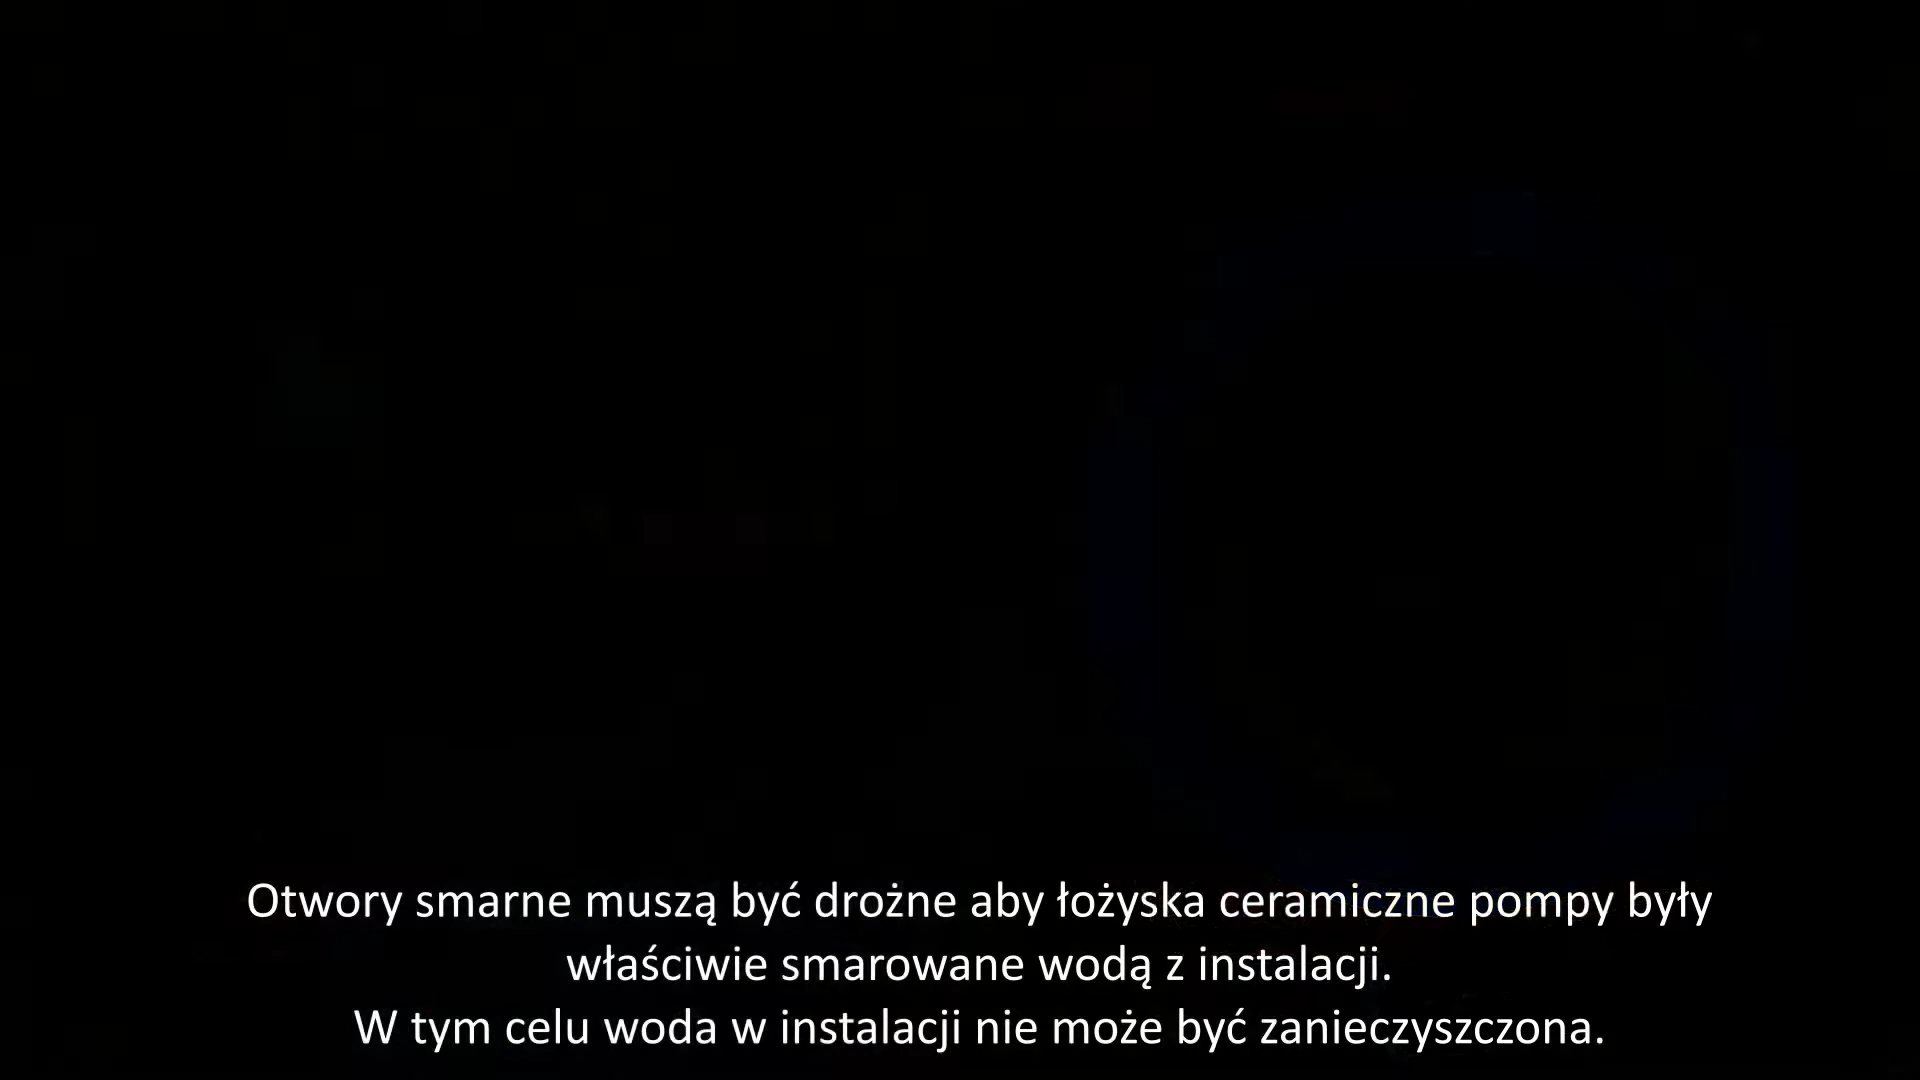 Otwory smarne muszą być drożne aby łożyska ceramiczne pompy były
właściwie smarowane wodą z instalacji.
W tym celu woda w instalacji nie może być zanieczyszczona.